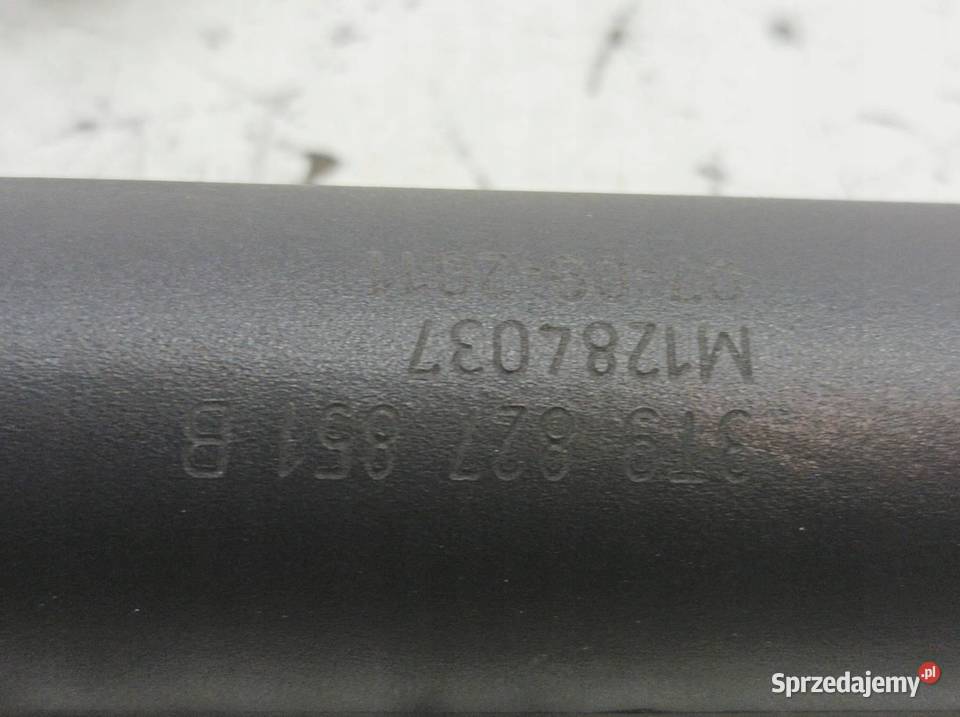 3T9 827 851 B
M1284037
Sprzedajemy.pl